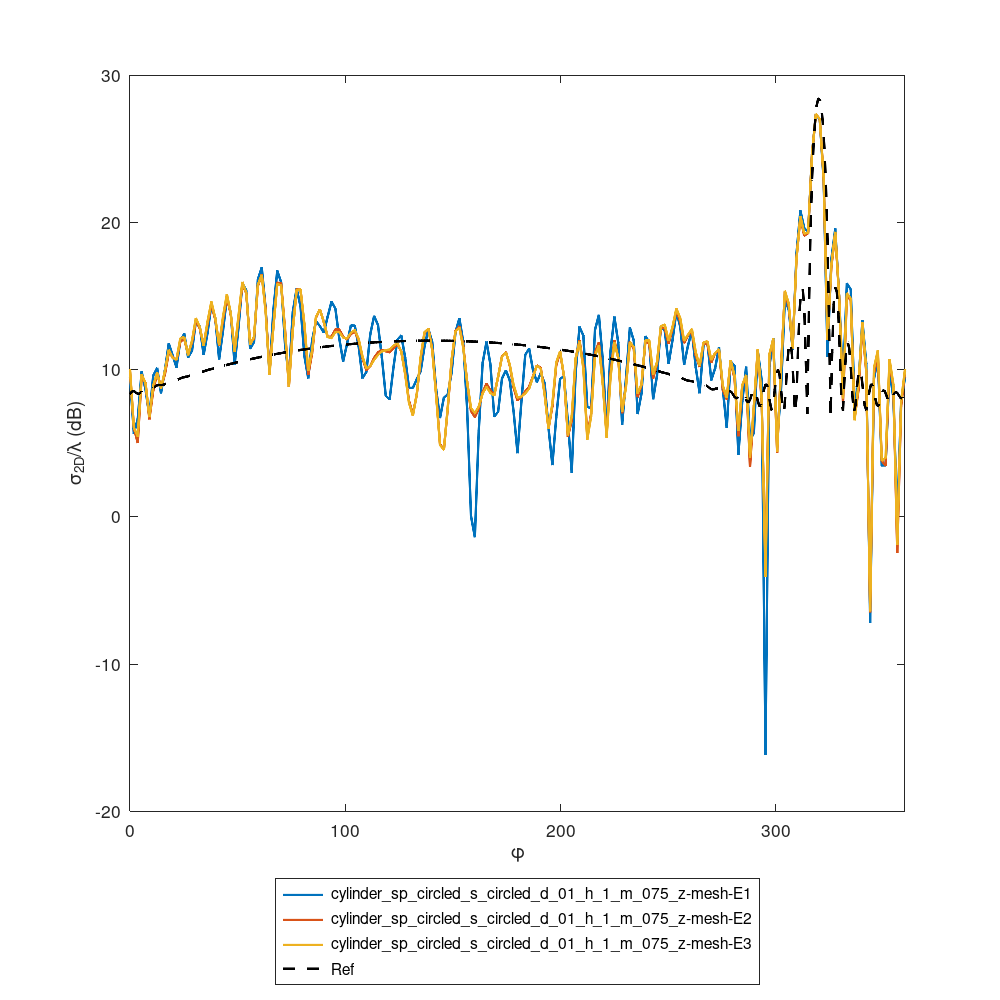 30
20
10
0
-10
-20
σ2D/λ (dB)
0 100 200 300
φ
cylinder_sp_circled_s_circled_d_01_h_1_m_075_z-mesh-E1
cylinder_sp_circled_s_circled_d_01_h_1_m_075_z-mesh-E2
cylinder_sp_circled_s_circled_d_01_h_1_m_075_z-mesh-E3
Ref